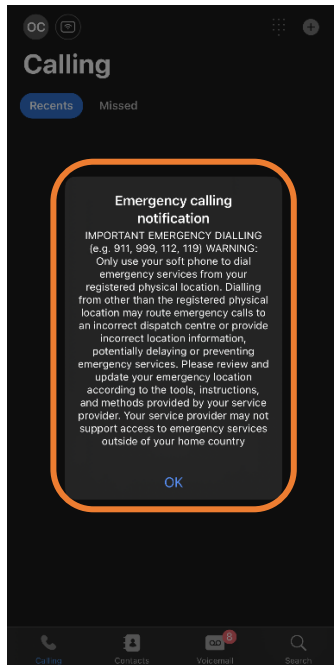 OC
Calling
Recents Missed
Emergency calling
notification
IMPORTANT EMERGENCY DIALLING
(e.g. 911, 999, 112, 119) WARNING:
Only use your soft phone to dial
emergency services from your
registered physical location. Dialling
from other than the registered physical
location may route emergency calls to
an incorrect dispatch centre or provide
incorrect location information,
potentially delaying or preventing
emergency services. Please review and
update your emergency location
according to the tools, instructions,
and methods provided by your service
provider. Your service provider may not
support access to emergency services
outside of your home country
OK
8
Calling Contacts Voicemail Search